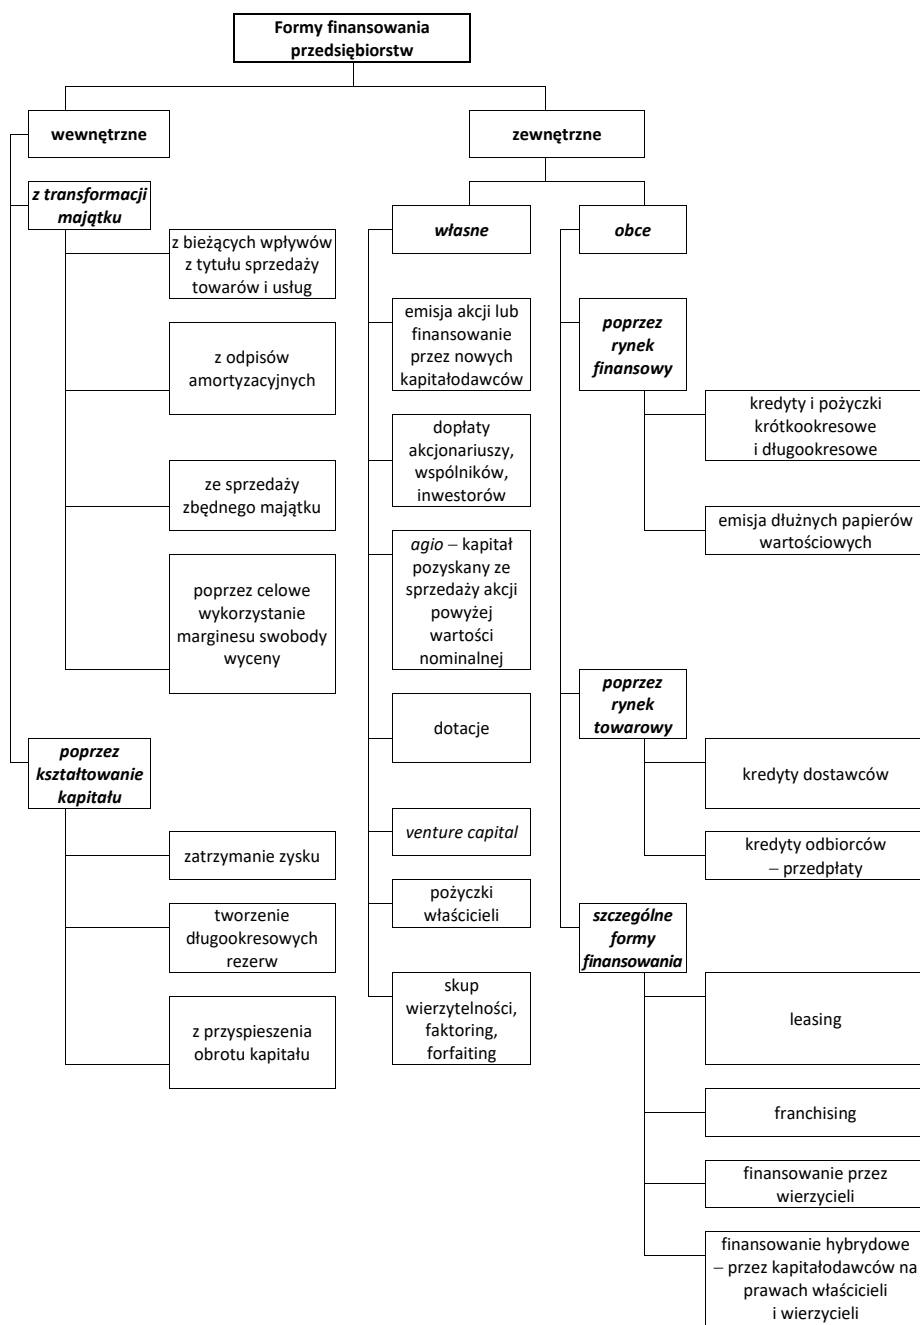 Formy finansowania
przedsiębiorstw
wewnętrzne
z transformacji
majątku
z bieżących wpływów
z tytułu sprzedaży
towarów i usług
z odpisów
amortyzacyjnych
ze sprzedaży
zbędnego majątku
poprzez celowe
wykorzystanie
marginesu swobody
wyceny
poprzez
kształtowanie
kapitału
zatrzymanie zysku
tworzenie
długookresowych
rezerw
z przyspieszenia
obrotu kapitału
zewnętrzne
własne
emisja akcji lub
finansowanie
przez nowych
kapitałodawców
dopłaty
akcjonariuszy,
wspólników,
inwestorów
agio – kapitał
pozyskany ze
sprzedaży akcji
powyżej
wartości
nominalnej
dotacje
venture capital
pożyczki
właścicieli
skup
wierzytelności,
faktoring,
forfaiting
obce
poprzez
rynek
finansowy
kredyty i pożyczki
krótkookresowe
i długookresowe
emisja dłużnych papierów
wartościowych
poprzez
rynek
towarowy
kredyty dostawców
kredyty odbiorców
– przedpłaty
szczególne
formy
finansowania
leasing
franchising
finansowanie przez
wierzycieli
finansowanie hybrydowe
– przez kapitałodawców na
prawach właścicieli
i wierzycieli